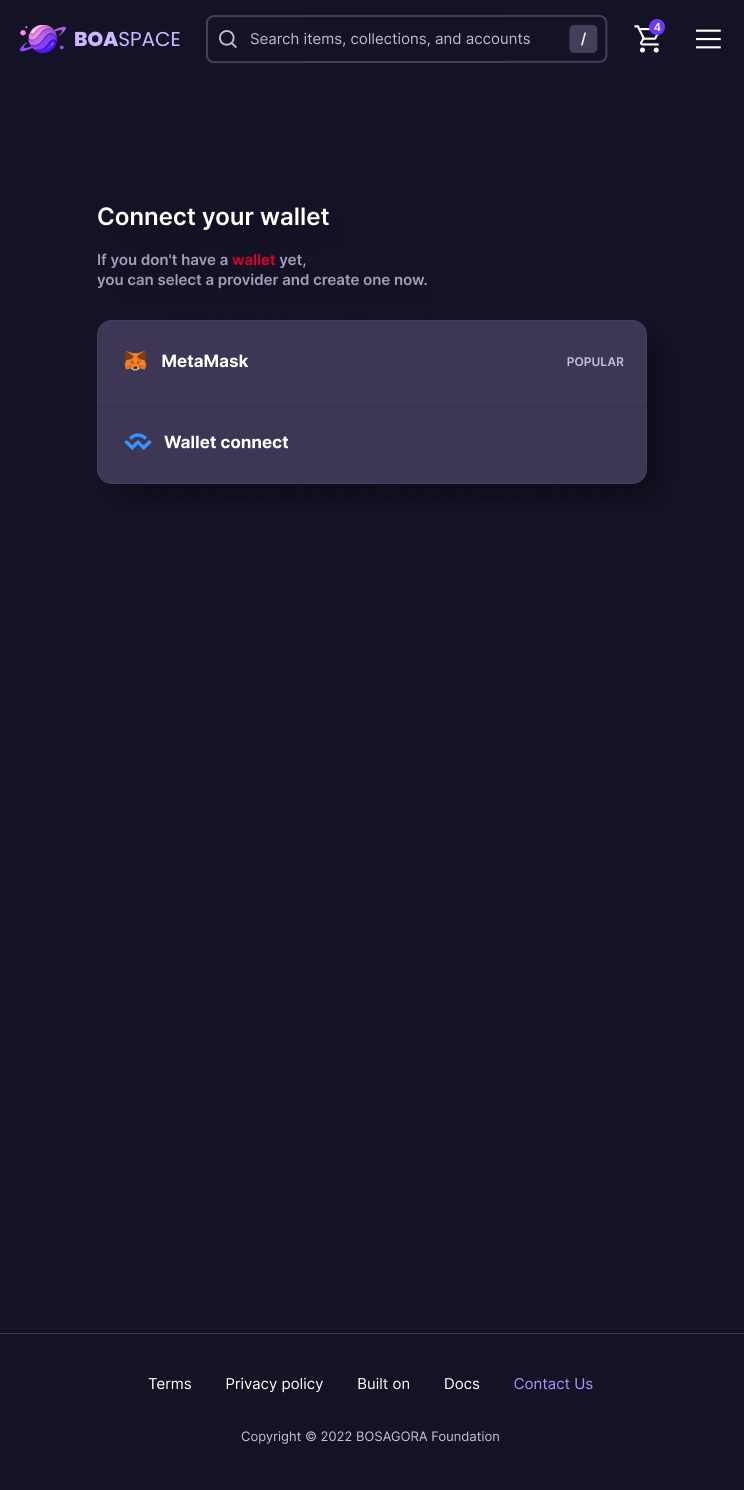 BOASPACE
Search items, collections, and accounts
/
4
Connect your wallet
If you don't have a wallet yet,
you can select a provider and create one now.
MetaMask
POPULAR
Wallet connect
Terms
Privacy policy
Built on
Docs
Contact Us
Copyright © 2022 BOSAGORA Foundation